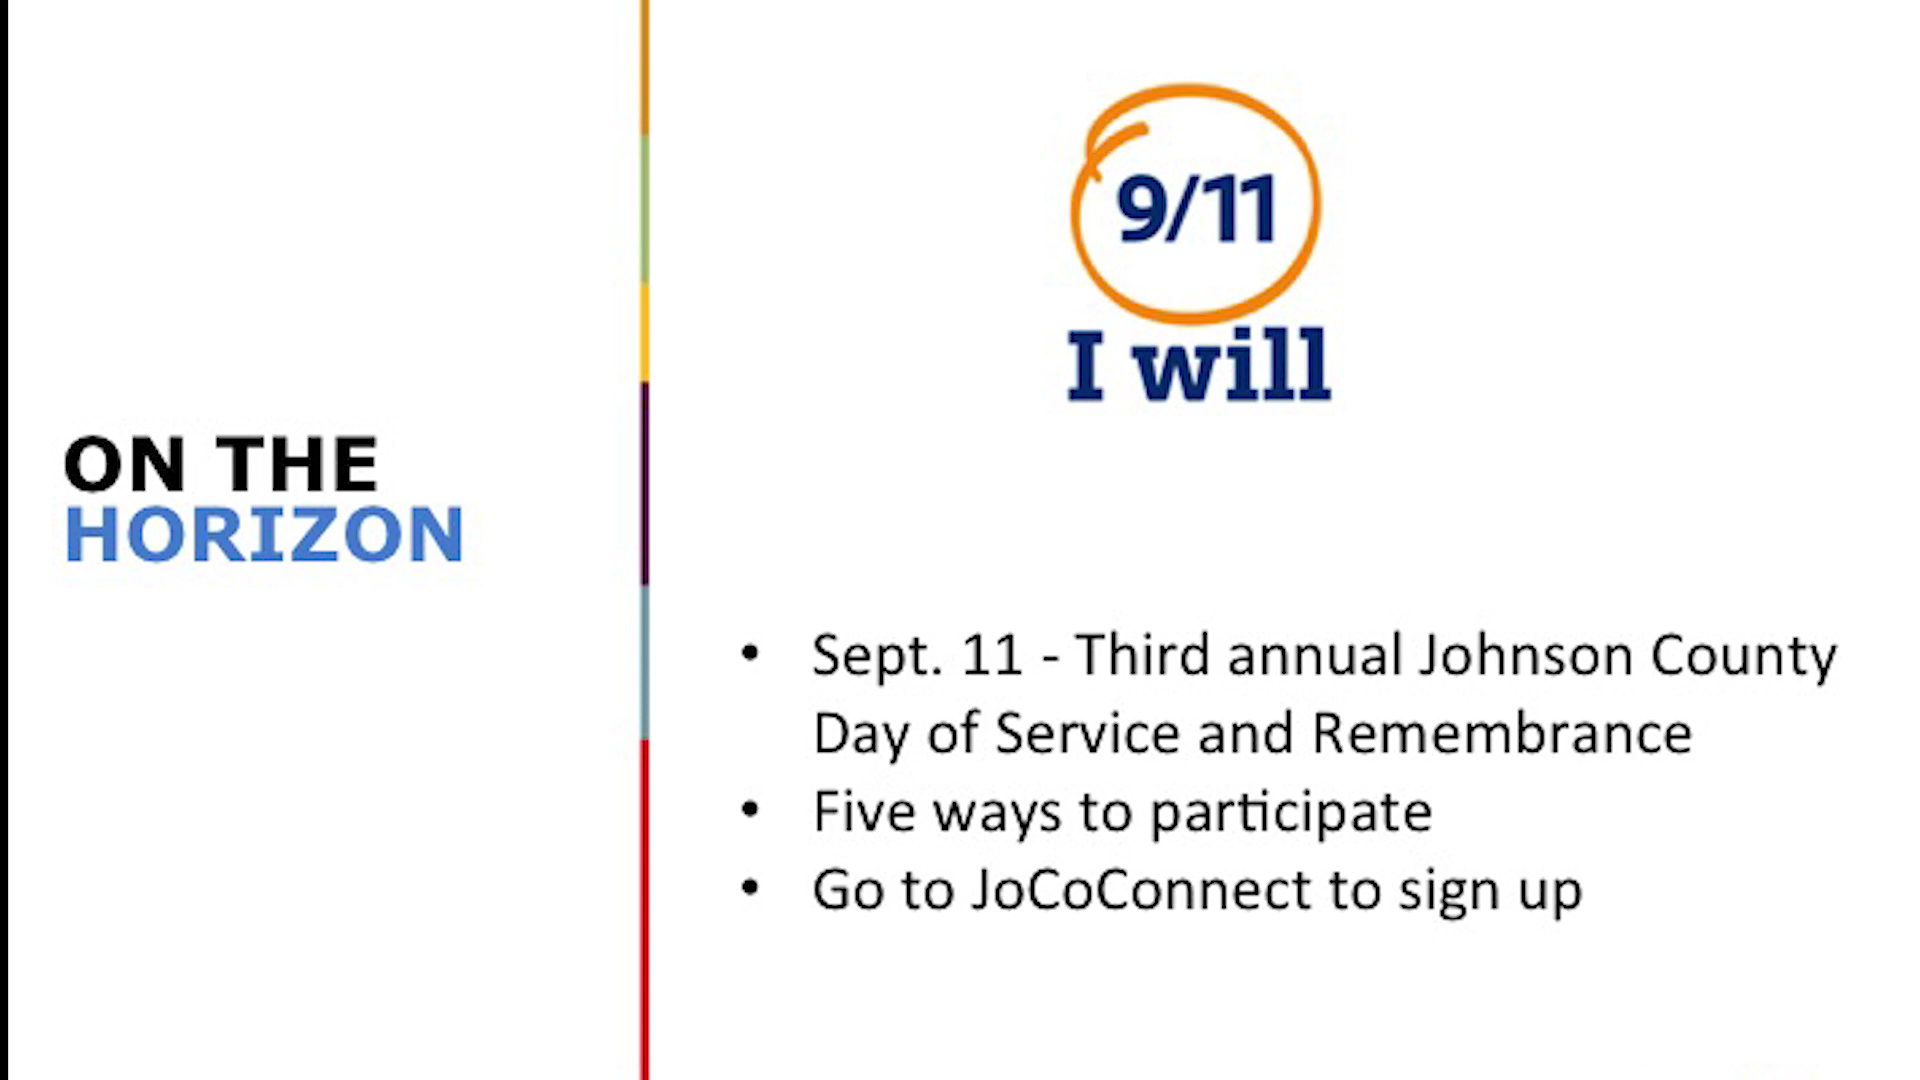 ON THE
HORIZON
9/11
I will
• Sept. 11 - Third annual Johnson County
Day of Service and Remembrance
• Five ways to participate
• Go to JoCoConnect to sign up